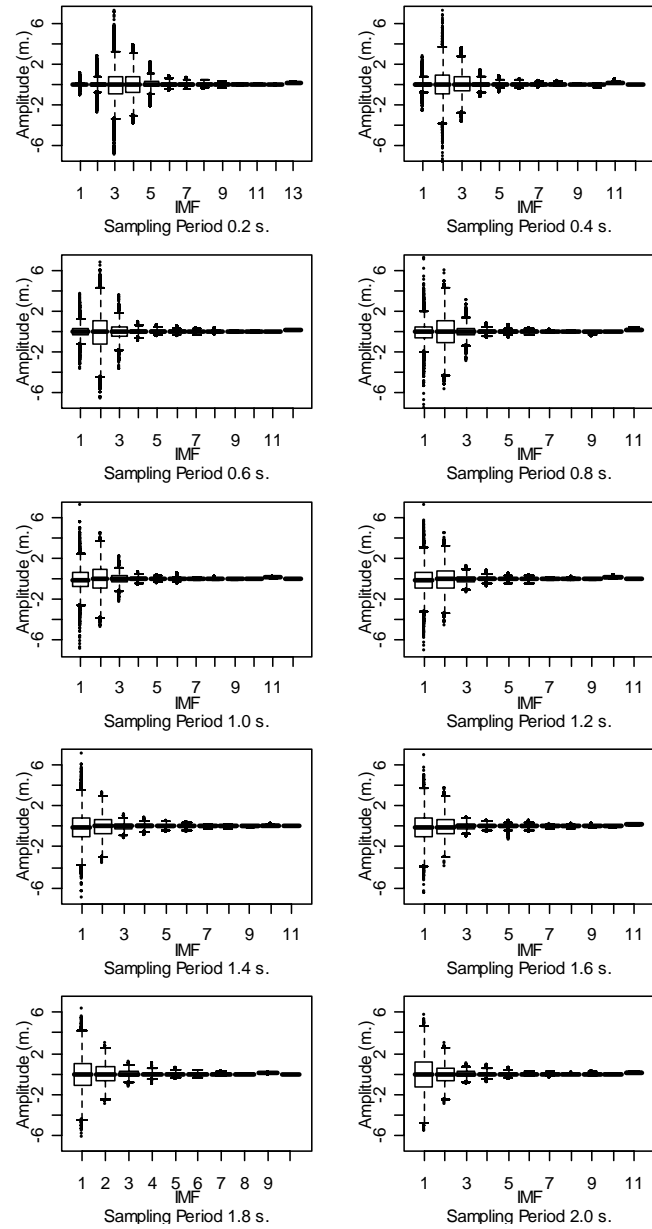 Amplitude (m.)
6
2
-2
-6
1 3 5 7 9 11 13
IMF
Sampling Period 0.2 s.
Amplitude (m.)
6
2
-2
-6
1 3 5 7 9 11
IMF
Sampling Period 0.4 s.
Amplitude (m.)
6
2
-2
-6
1 3 5 7 9 11
IMF
Sampling Period 0.6 s.
Amplitude (m.)
6
2
-2
-6
1 3 5 7 9 11
IMF
Sampling Period 0.8 s.
Amplitude (m.)
6
2
-2
-6
1 3 5 7 9 11
IMF
Sampling Period 1.0 s.
Amplitude (m.)
6
2
-2
-6
1 3 5 7 9 11
IMF
Sampling Period 1.2 s.
Amplitude (m.)
6
2
-2
-6
1 3 5 7 9 11
IMF
Sampling Period 1.4 s.
Amplitude (m.)
6
2
-2
-6
1 3 5 7 9 11
IMF
Sampling Period 1.6 s.
Amplitude (m.)
6
2
-2
-6
1 2 3 4 5 6 7 8 9
IMF
Sampling Period 1.8 s.
Amplitude (m.)
6
2
-2
-6
1 3 5 7 9 11
IMF
Sampling Period 2.0 s.